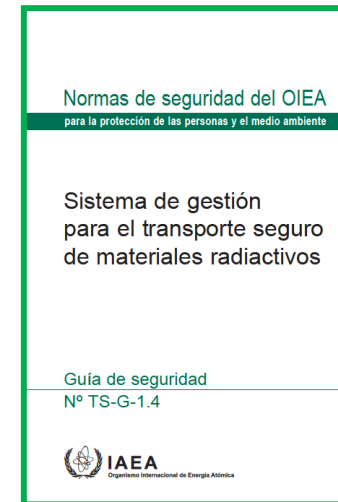 Normas de seguridad del OIEA
para la protección de las personas y el medio ambiente
Sistema de gestión
para el transporte seguro
de materiales radiactivos
Guía de seguridad
Nº TS-G-1.4
IAEA
Organismo Internacional de Energía Atómica